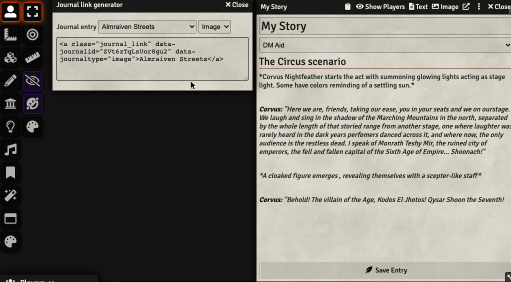 Journal link generator
Close
Journal entry Almraiven Streets Image
<a class="journal_link" data-
journalid="ZVt6rTqLsUor8gu2" data-
journaltype="image">Almraiven Streets</a>
My Story
Show Players Text Image Close
My Story
DM Aid
The Circus scenario
*Corvus Nightfeather starts the act with summoning glowing lights acting as stage
light. Some have colors reminding of a settling sun.*
Corvus: "Here we are, friends, taking our ease, you in your seats and we on ourstage.
We laugh and sing in the shadow of the Marching Mountains in the north, separated
by the whole length of that storied range from another stage, one where laughter was
rarely heard in the dark years perfomers danced across it, and where now, the only
audience is the restless dead. I speak of Monrath Teshy Mir, the ruined city of
emperors, the fell and fallen capital of the Sixth Age of Empire... Shoonach!"
*A cloaked figure emerges , revealing themselves with a scepter-like staff*
Corvus: "Behold! The villain of the Age, Kodos El Jhotos! Qysar Shoon the Seventh!
Save Entry